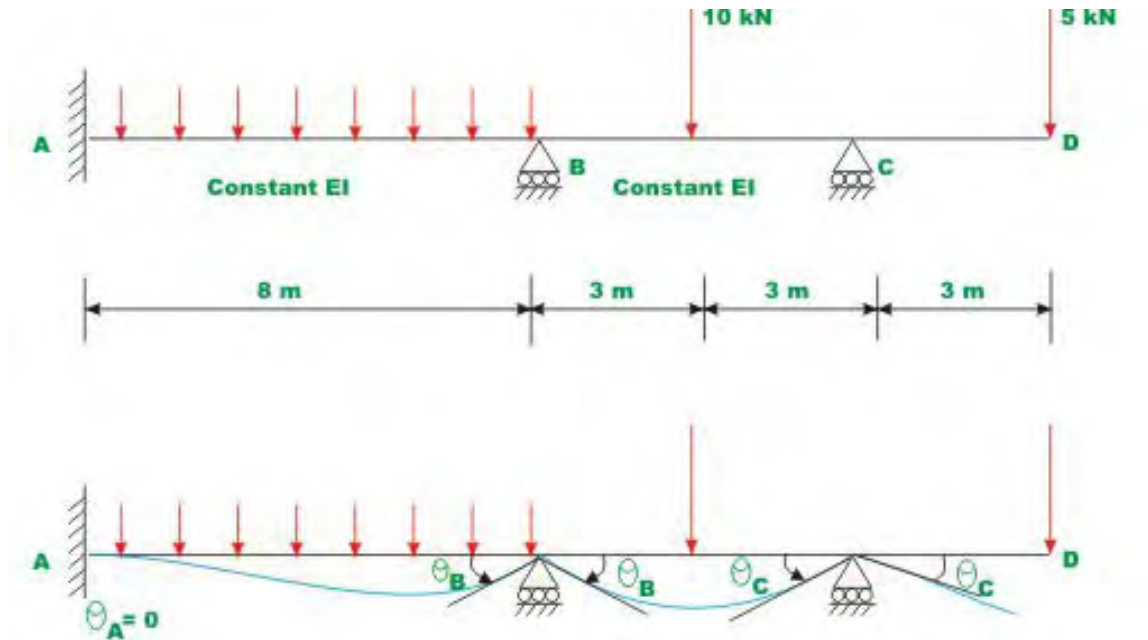 10 kN 5 kN
A B C D
Constant EI Constant EI
8 m 3 m 3 m 3 m
A θB θB θC θC D
θA= 0